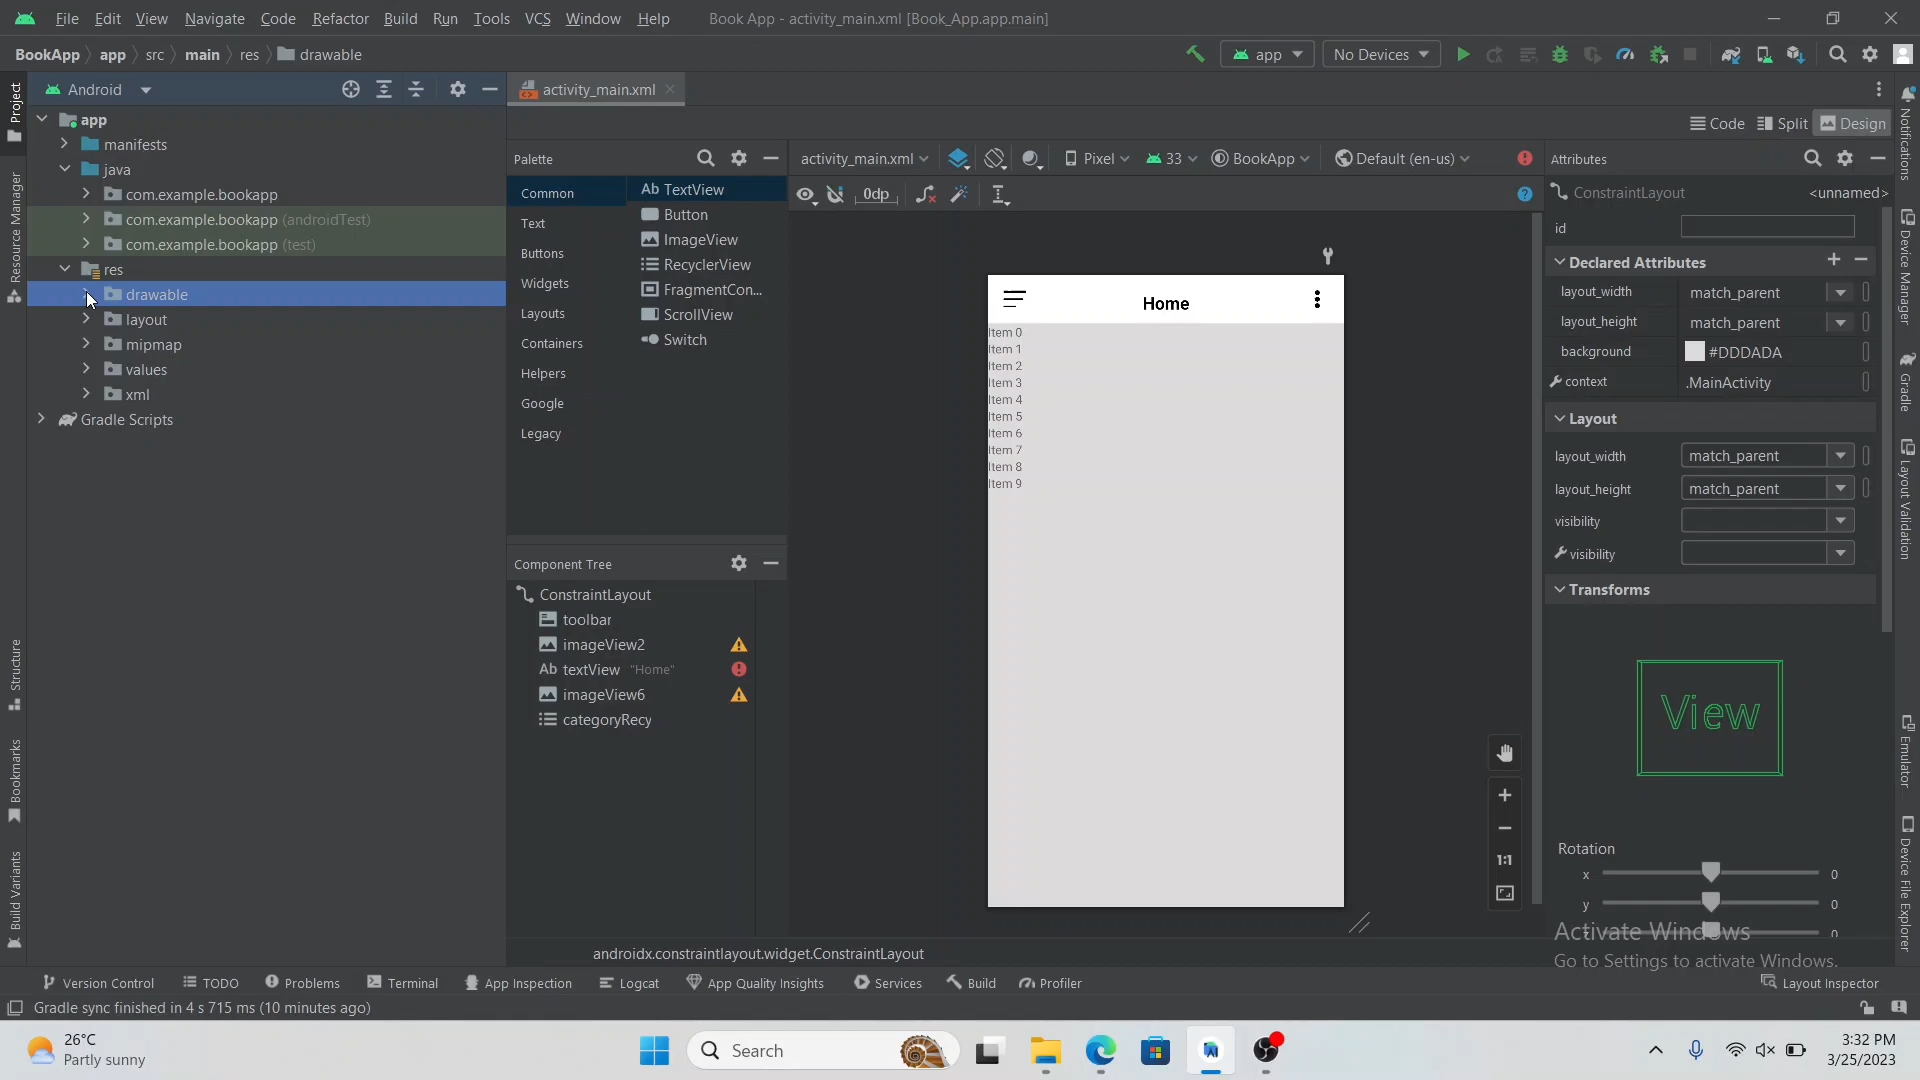 File Edit View Navigate Code Refactor Build Run Tools VCS Window Help Book App - activity_main.xml [Book_App.app.main]
BookApp app src main res drawable app No Devices
Project
Android
activity_main.xml
Notifications
Code Split Design
app
manifests
java
com.example.bookapp
com.example.bookapp (androidTest)
com.example.bookapp (test)
res
drawable
layout
mipmap
values
xml
Gradle Scripts
Resource Manager
Structure
Bookmarks
Build Variants
Palette
Common
Text
Buttons
Widgets
Layouts
Containers
Helpers
Google
Legacy
Ab TextView
Button
ImageView
RecyclerView
FragmentCon...
ScrollView
Switch
Component Tree
ConstraintLayout
toolbar
imageView2
Ab textView "Home"
imageView6
categoryRecy
activity_main.xml Pixel 33 BookApp Default (en-us)
0dp
Home
Item 0
Item 1
Item 2
Item 3
Item 4
Item 5
Item 6
Item 7
Item 8
Item 9
1:1
androidx.constraintlayout.widget.ConstraintLayout
Attributes
ConstraintLayout <unnamed>
id
Declared Attributes
layout_width match_parent
layout_height match_parent
background #DDDADA
context .MainActivity
Layout
layout_width match_parent
layout_height match_parent
visibility
visibility
Transforms
View
Rotation
x 0
y 0
z 0
Activate Windows
Go to Settings to activate Windows.
Device Manager
Gradle
Layout Validation
Emulator
Device File Explorer
Version Control TODO Problems Terminal App Inspection Logcat App Quality Insights Services Build Profiler Layout Inspector
Gradle sync finished in 4 s 715 ms (10 minutes ago)
26°C
Partly sunny
Search
3:32 PM
3/25/2023